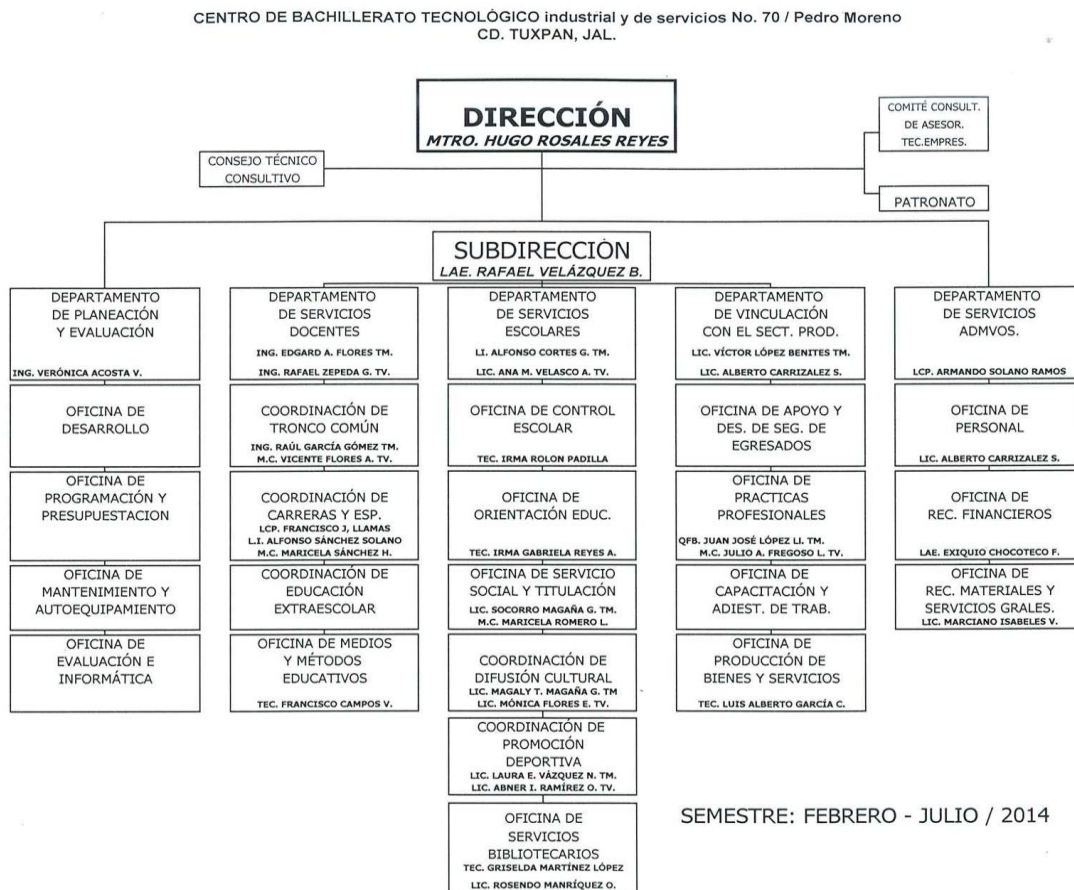 CENTRO DE BACHILLERATO TECNOLÓGICO industrial y de servicios No. 70 / Pedro Moreno
CD. TUXPAN, JAL.
DIRECCIÓN
MTRO. HUGO ROSALES REYES
COMITÉ CONSULT.
DE ASESOR.
TEC.EMPRES.
CONSEJO TÉCNICO
CONSULTIVO
PATRONATO
SUBDIRECCIÓN
LAE. RAFAEL VELÁZQUEZ B.
DEPARTAMENTO
DE PLANEACIÓN
Y EVALUACIÓN
ING. VERÓNICA ACOSTA V.
OFICINA DE
DESARROLLO
OFICINA DE
PROGRAMACIÓN Y
PRESUPUESTACION
OFICINA DE
MANTENIMIENTO Y
AUTOEQUIPAMIENTO
OFICINA DE
EVALUACIÓN E
INFORMÁTICA
DEPARTAMENTO
DE SERVICIOS
DOCENTES
ING. EDGARD A. FLORES TM.
ING. RAFAEL ZEPEDA G. TV.
COORDINACIÓN DE
TRONCO COMÚN
ING. RAÚL GARCÍA GÓMEZ TM.
M.C. VICENTE FLORES A. TV.
COORDINACIÓN DE
CARRERAS Y ESP.
LCP. FRANCISCO J, LLAMAS
L.I. ALFONSO SÁNCHEZ SOLANO
M.C. MARICELA SÁNCHEZ H.
COORDINACIÓN DE
EDUCACIÓN
EXTRAESCOLAR
OFICINA DE MEDIOS
Y MÉTODOS
EDUCATIVOS
TEC. FRANCISCO CAMPOS V.
DEPARTAMENTO
DE SERVICIOS
ESCOLARES
LI. ALFONSO CORTES G. TM.
LIC. ANA M. VELASCO A. TV.
OFICINA DE CONTROL
ESCOLAR
TEC. IRMA ROLON PADILLA
OFICINA DE
ORIENTACIÓN EDUC.
TEC. IRMA GABRIELA REYES A.
OFICINA DE SERVICIO
SOCIAL Y TITULACIÓN
LIC. SOCORRO MAGAÑA G. TM.
M.C. MARICELA ROMERO L.
COORDINACIÓN DE
DIFUSIÓN CULTURAL
LIC. MAGALY T. MAGAÑA G. TM
LIC. MÓNICA FLORES E. TV.
COORDINACIÓN DE
PROMOCIÓN
DEPORTIVA
LIC. LAURA E. VÁZQUEZ N. TM.
LIC. ABNER I. RAMÍREZ O. TV.
OFICINA DE
SERVICIOS
BIBLIOTECARIOS
TEC. GRISELDA MARTÍNEZ LÓPEZ
LIC. ROSENDO MANRÍQUEZ O.
DEPARTAMENTO
DE VINCULACIÓN
CON EL SECT. PROD.
LIC. VÍCTOR LÓPEZ BENITES TM.
LIC. ALBERTO CARRIZALEZ S.
OFICINA DE APOYO Y
DES. DE SEG. DE
EGRESADOS
OFICINA DE
PRACTICAS
PROFESIONALES
QFB. JUAN JOSÉ LÓPEZ LI. TM.
M.C. JULIO A. FREGOSO L. TV.
OFICINA DE
CAPACITACIÓN Y
ADIEST. DE TRAB.
OFICINA DE
PRODUCCIÓN DE
BIENES Y SERVICIOS
TEC. LUIS ALBERTO GARCÍA C.
DEPARTAMENTO
DE SERVICIOS
ADMVOS.
LCP. ARMANDO SOLANO RAMOS
OFICINA DE
PERSONAL
LIC. ALBERTO CARRIZALEZ S.
OFICINA DE
REC. FINANCIEROS
LAE. EXIQUIO CHOCOTECO F.
OFICINA DE
REC. MATERIALES Y
SERVICIOS GRALES.
LIC. MARCIANO ISABELES V.
SEMESTRE: FEBRERO - JULIO / 2014